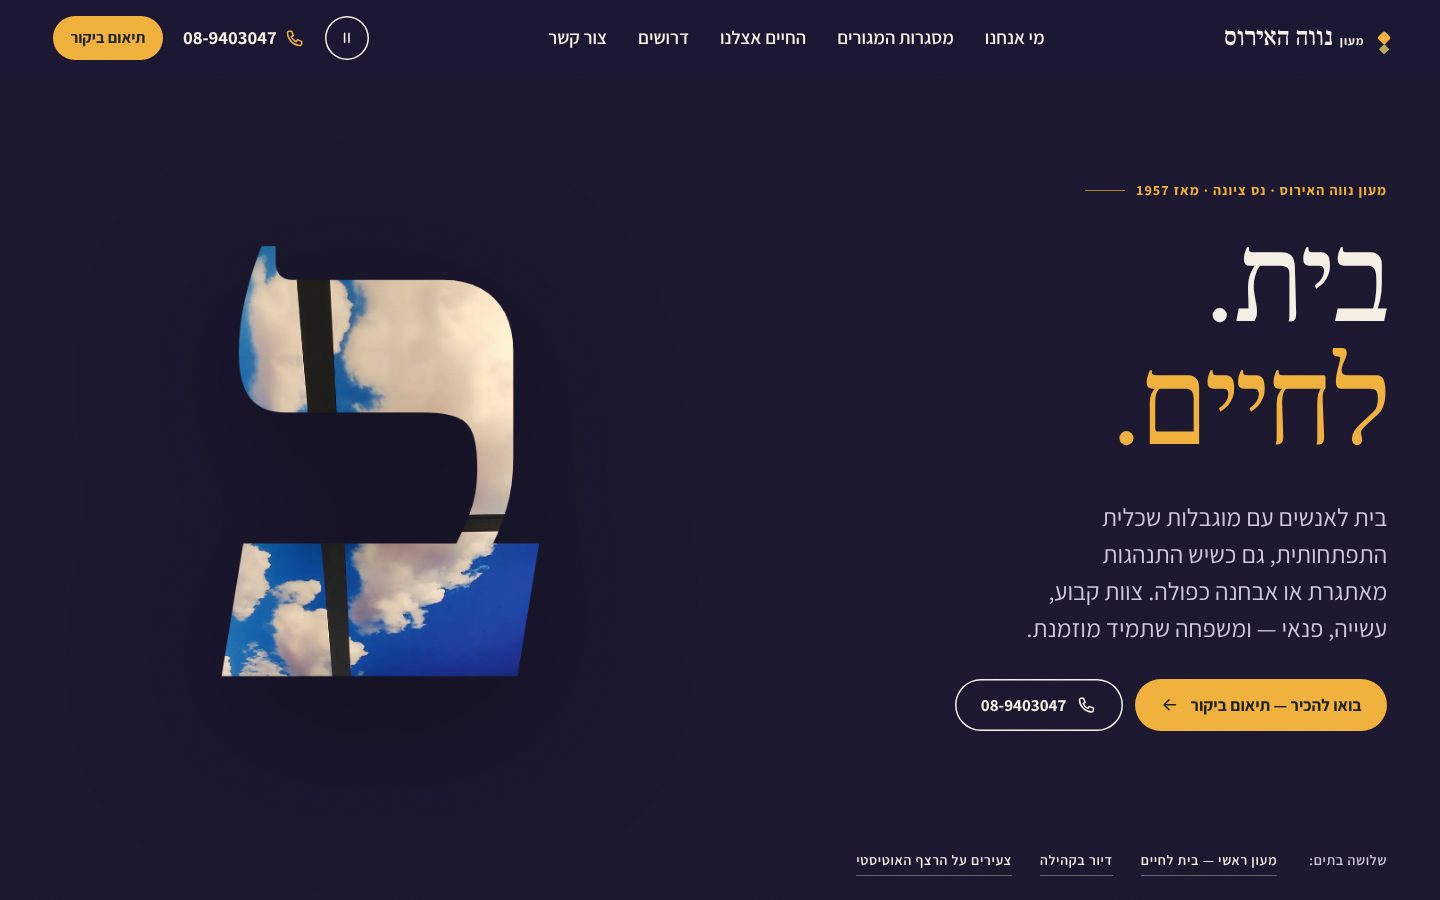 מעון נווה האירוס
מי אנחנו
מסגרות המגורים
החיים אצלנו
דרושים
צור קשר
08-9403047
תיאום ביקור
מעון נווה האירוס · נס ציונה · מאז 1957
בית.
לחיים.
ב
בית לאנשים עם מוגבלות שכלית
התפתחותית, גם כשיש התנהגות
מאתגרת או אבחנה כפולה. צוות קבוע,
עשייה, פנאי — ומשפחה שתמיד מוזמנת.
בואו להכיר — תיאום ביקור ←
08-9403047
שלושה בתים:
מעון ראשי — בית לחיים
דיור בקהילה
צעירים על הרצף האוטיסטי